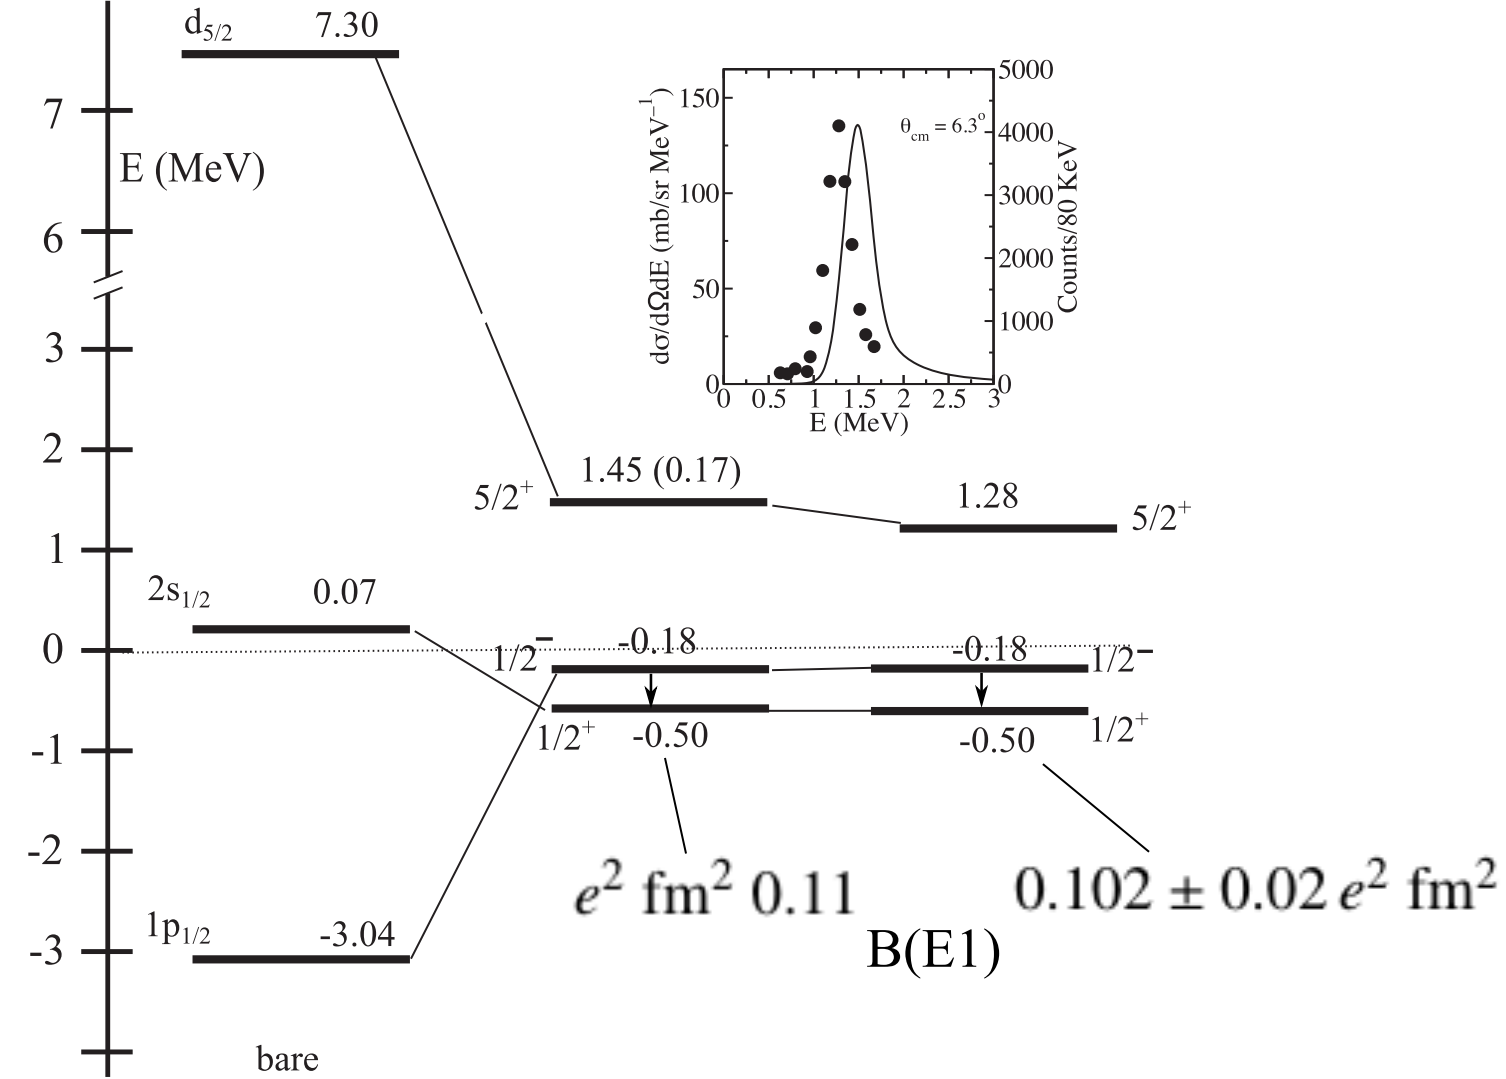 d5/2 7.30
7
E (MeV)
6
3
2
1
0
-1
-2
-3
2s1/2 0.07
1p1/2 -3.04
bare
5/2+ 1.45 (0.17)
1/2− -0.18
1/2+ -0.50
1.28 5/2+
-0.18 1/2−
-0.50 1/2+
e2 fm2 0.11
0.102 ± 0.02 e2 fm2
B(E1)
dσ/dΩdE (mb/sr MeV−1)
150
100
50
0
θcm = 6.3o
5000
4000
3000
2000
1000
0
Counts/80 KeV
0 0.5 1 1.5 2 2.5 3
E (MeV)